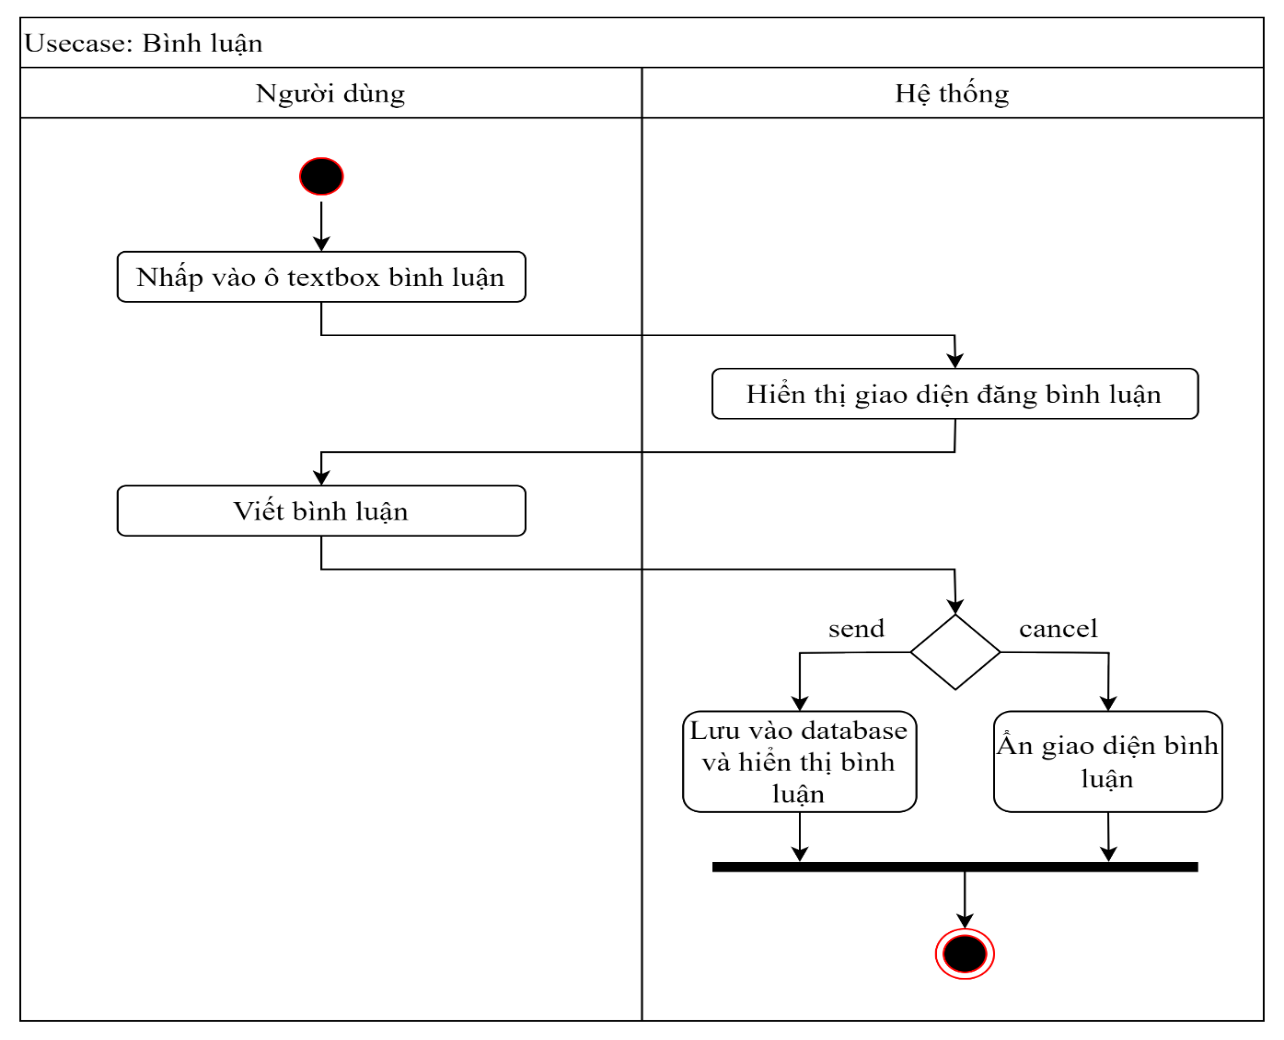 Usecase: Bình luận
Người dùng
Hệ thống
Nhấp vào ô textbox bình luận
Hiển thị giao diện đăng bình luận
Viết bình luận
send
cancel
Lưu vào database
và hiển thị bình
luận
Ẩn giao diện bình
luận